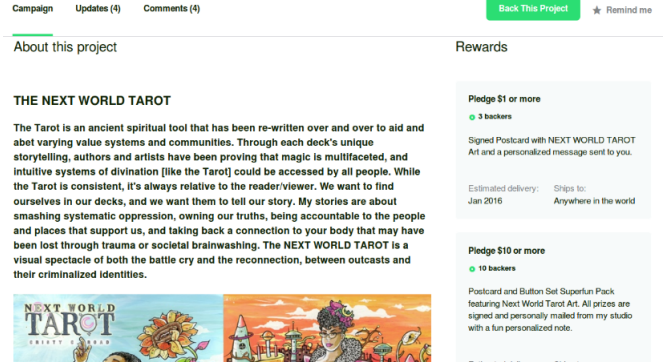 Campaign Updates (4) Comments (4) Back This Project Remind me
About this project
THE NEXT WORLD TAROT
The Tarot is an ancient spiritual tool that has been re-written over and over to aid and
abet varying value systems and communities. Through each deck's unique
storytelling, authors and artists have been proving that magic is multifaceted, and
intuitive systems of divination [like the Tarot] could be accessed by all people. While
the Tarot is consistent, it's always relative to the reader/viewer. We want to find
ourselves in our decks, and we want them to tell our story. My stories are about
smashing systematic oppression, owning our truths, being accountable to the people
and places that support us, and taking back a connection to your body that may have
been lost through trauma or societal brainwashing. The NEXT WORLD TAROT is a
visual spectacle of both the battle cry and the reconnection, between outcasts and
their criminalized identities.
NEXT WORLD
TAROT
Rewards
Pledge $1 or more
3 backers
Signed Postcard with NEXT WORLD TAROT
Art and a personalized message sent to you.
Estimated delivery: Ships to:
Jan 2016 Anywhere in the world
Pledge $10 or more
10 backers
Postcard and Button Set Superfun Pack
featuring Next World Tarot Art. All prizes are
signed and personally mailed from my studio
with a fun personalized note.